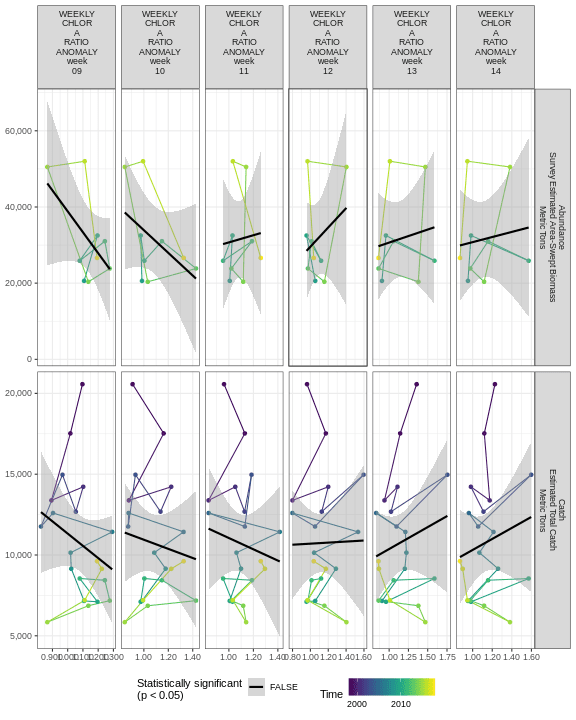 WEEKLY
CHLOR
A
RATIO
ANOMALY
week
09
WEEKLY
CHLOR
A
RATIO
ANOMALY
week
10
WEEKLY
CHLOR
A
RATIO
ANOMALY
week
11
WEEKLY
CHLOR
A
RATIO
ANOMALY
week
12
WEEKLY
CHLOR
A
RATIO
ANOMALY
week
13
WEEKLY
CHLOR
A
RATIO
ANOMALY
week
14
60,000
40,000
20,000
0
Abundance
Survey Estimated Area-Swept Biomass
Metric Tons
20,000
15,000
10,000
5,000
Catch
Estimated Total Catch
Metric Tons
0.900 1.000 1.100 1.200 1.300
1.00 1.20 1.40
1.00 1.20 1.40
0.80 1.00 1.20 1.40 1.60
1.00 1.25 1.50 1.75
1.00 1.20 1.40 1.60
Statistically significant
(p < 0.05)
FALSE
Time
2000 2010